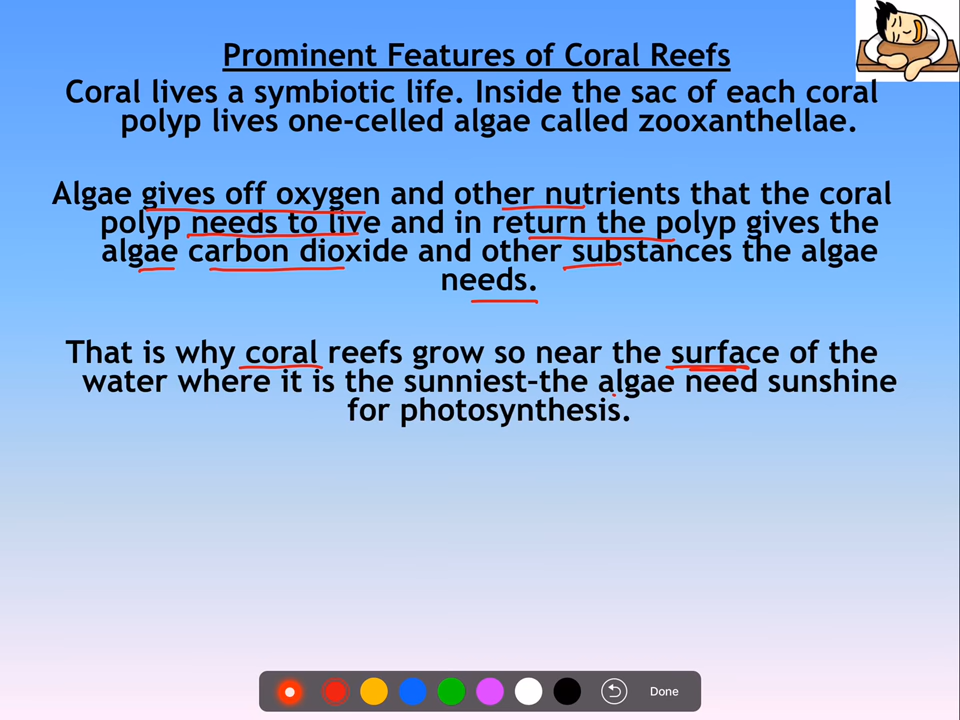 Prominent Features of Coral Reefs
Coral lives a symbiotic life. Inside the sac of each coral
polyp lives one-celled algae called zooxanthellae.
Algae gives off oxygen and other nutrients that the coral
polyp needs to live and in return the polyp gives the
algae carbon dioxide and other substances the algae
needs.
That is why coral reefs grow so near the surface of the
water where it is the sunniest–the algae need sunshine
for photosynthesis.
Done